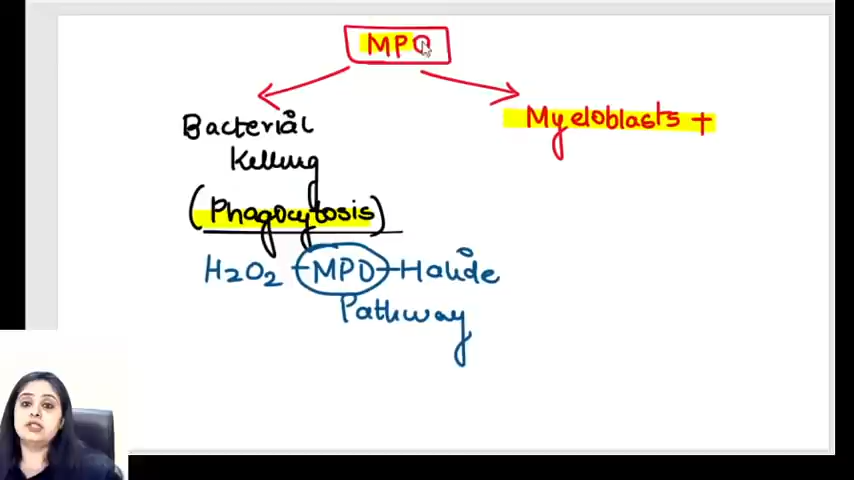 MPO
Bacterial
Killing
(Phagocytosis)
H2O2 - MPO - Halide
Pathway
Myeloblasts +